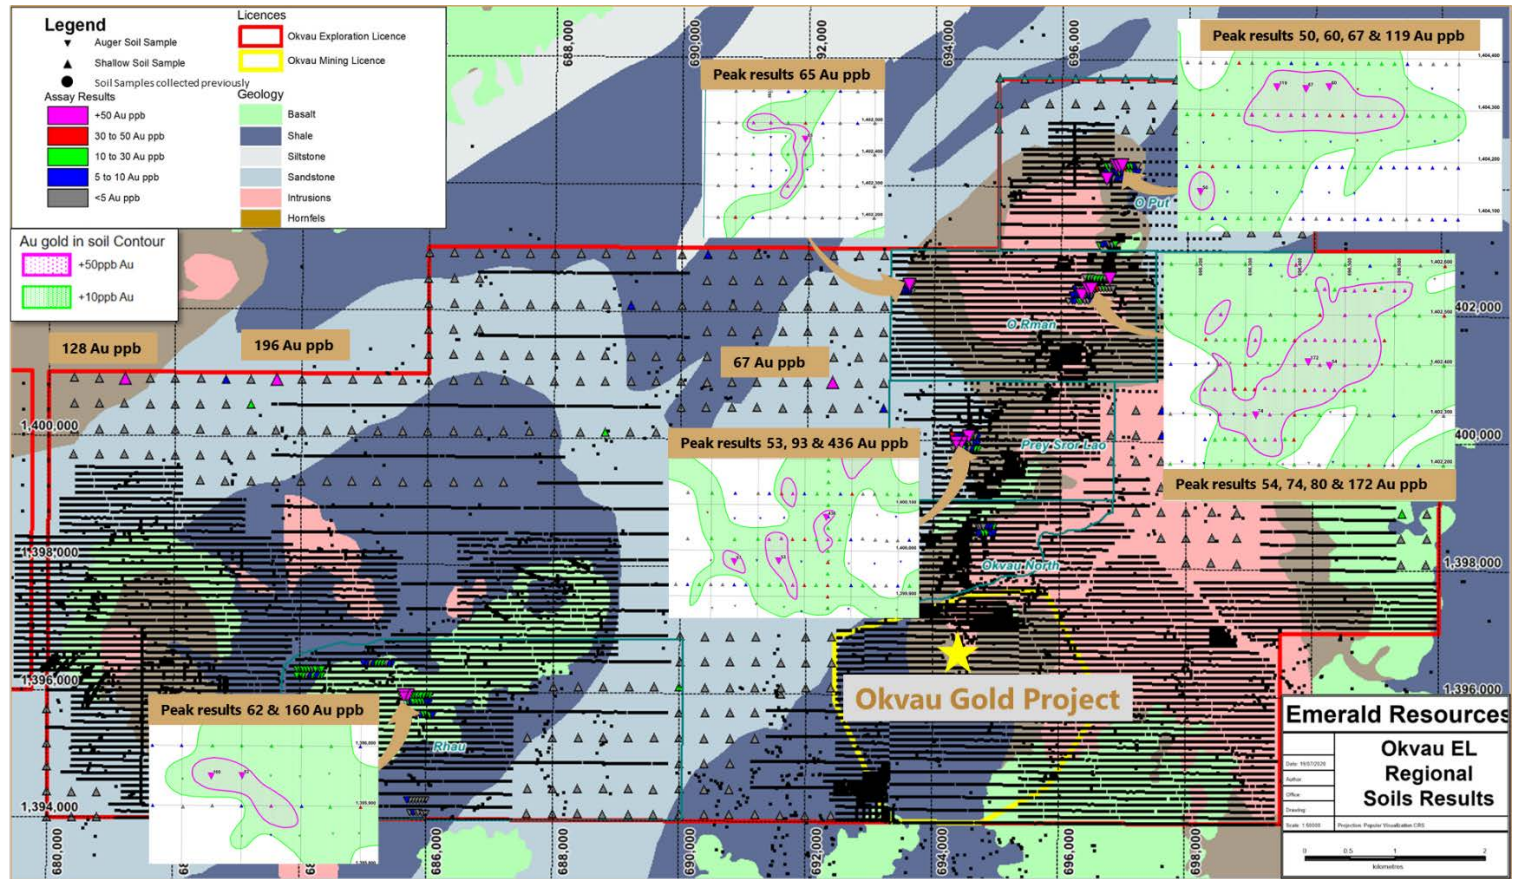 Legend
Auger Soil Sample
Shallow Soil Sample
Soil Samples collected previously
Assay Results
+50 Au ppb
30 to 50 Au ppb
10 to 30 Au ppb
5 to 10 Au ppb
<5 Au ppb
Licences
Okvau Exploration Licence
Okvau Mining Licence
Geology
Basalt
Shale
Siltstone
Sandstone
Intrusions
Hornfels
Au gold in soil Contour
+50ppb Au
+10ppb Au
688,000
690,000
692,000
694,000
696,000
Peak results 65 Au ppb
Peak results 50, 60, 67 & 119 Au ppb
O Put
402,000
O Rman
128 Au ppb
196 Au ppb
67 Au ppb
1,400,000
400,000
Peak results 53, 93 & 436 Au ppb
Prey Sror Lao
Peak results 54, 74, 80 & 172 Au ppb
1,398,000
1,398,000
Okvau North
1,396,000
1,396,000
Okvau Gold Project
Peak results 62 & 160 Au ppb
Rhau
1,394,000
680,000
686,000
688,000
690,000
692,000
694,000
696,000
698,000
Emerald Resources
Okvau EL
Regional
Soils Results
Author
Office
Drawing
0 0.5 1 2
kilometres